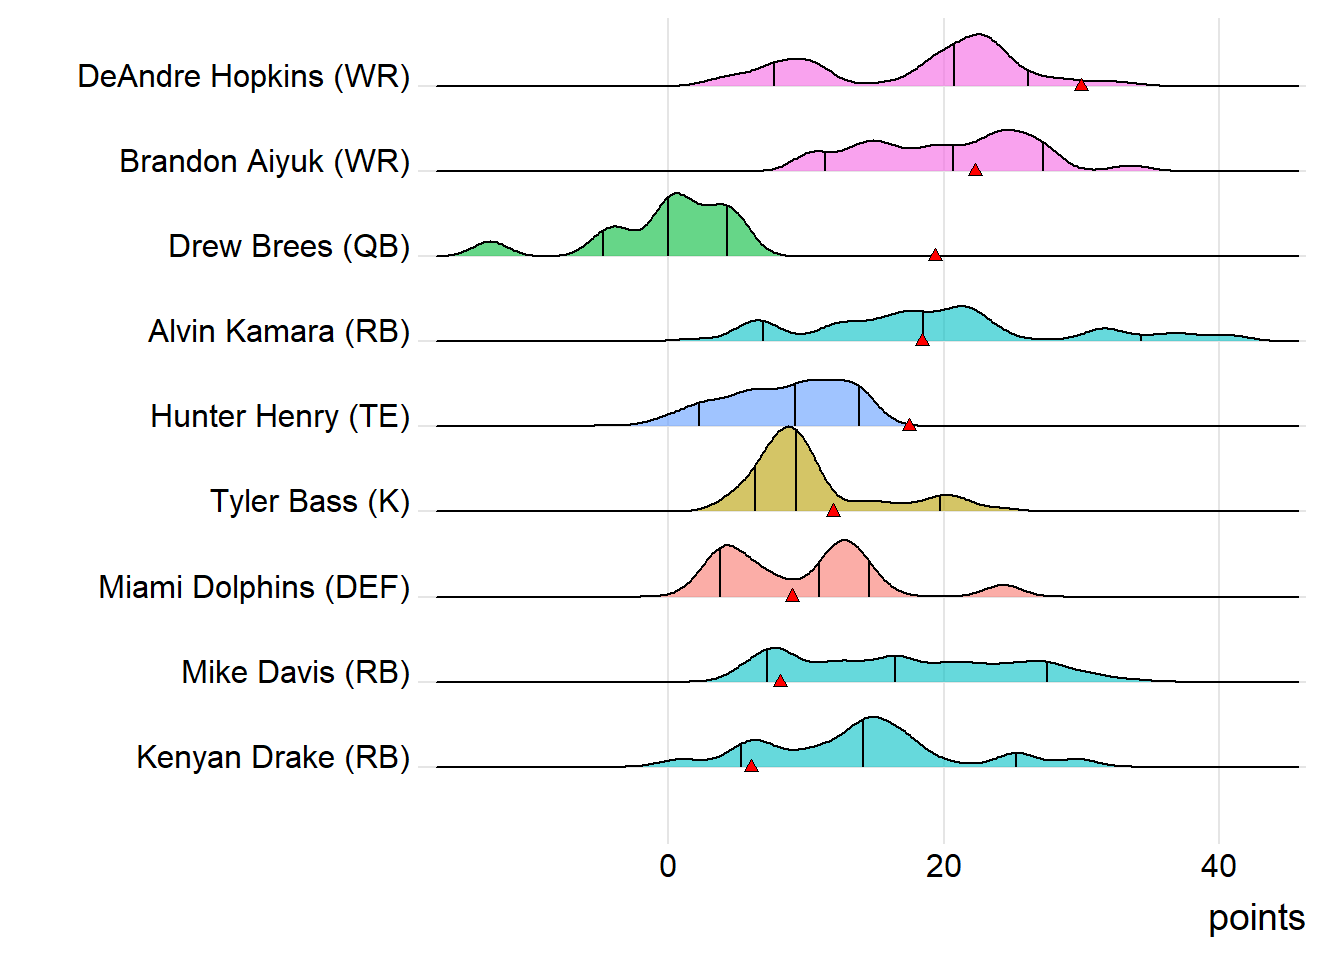 DeAndre Hopkins (WR)
Brandon Aiyuk (WR)
Drew Brees (QB)
Alvin Kamara (RB)
Hunter Henry (TE)
Tyler Bass (K)
Miami Dolphins (DEF)
Mike Davis (RB)
Kenyan Drake (RB)
0 20 40
points